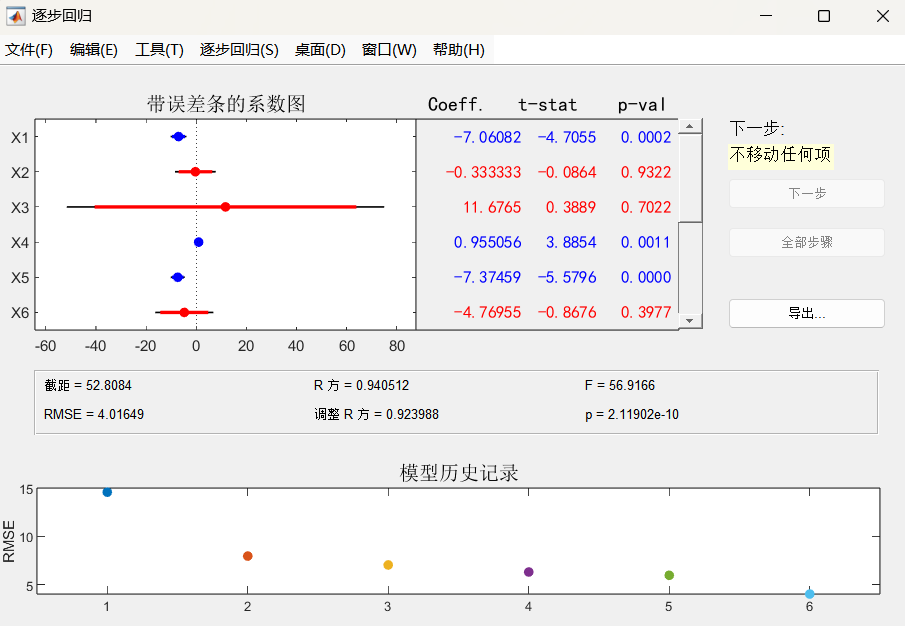 逐步回归
文件(F) 编辑(E) 工具(T) 逐步回归(S) 桌面(D) 窗口(W) 帮助(H)
带误差条的系数图
Coeff. t-stat p-val
X1 -7.06082 -4.7055 0.0002
X2 -0.333333 -0.0864 0.9322
X3 11.6765 0.3889 0.7022
X4 0.955056 3.8854 0.0011
X5 -7.37459 -5.5796 0.0000
X6 -4.76955 -0.8676 0.3977
-60 -40 -20 0 20 40 60 80
下一步:
不移动任何项
下一步
全部步骤
导出...
截距 = 52.8084 R 方 = 0.940512 F = 56.9166
RMSE = 4.01649 调整 R 方 = 0.923988 p = 2.11902e-10
模型历史记录
RMSE
15
10
5
1 2 3 4 5 6